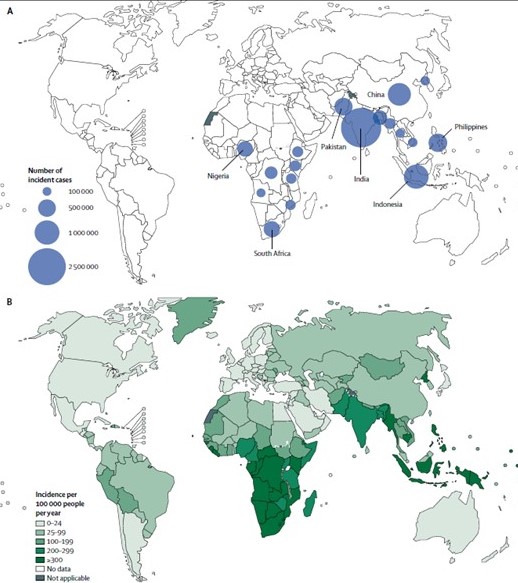 A
China
Philippines
Pakistan
Nigeria
India
Indonesia
South Africa
Number of
incident cases
100 000
500 000
1 000 000
2 500 000
B
Incidence per
100 000 people
per year
0–24
25–99
100–199
200–299
≥300
No data
Not applicable